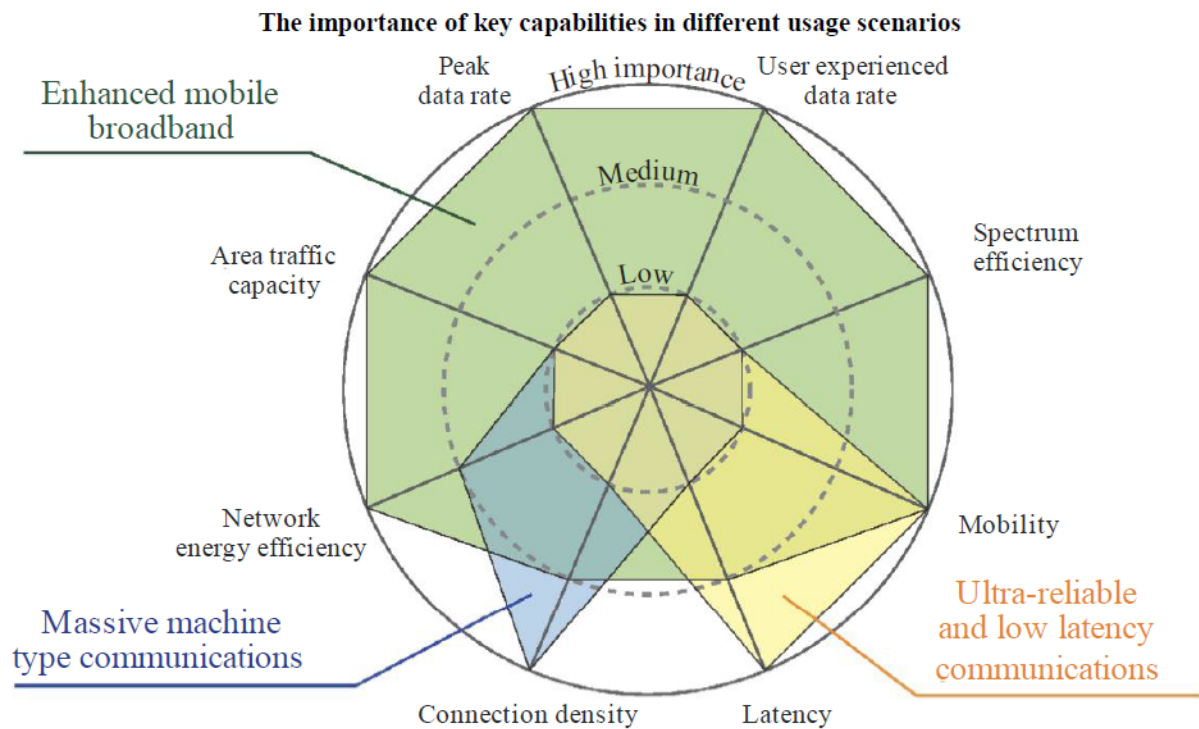 The importance of key capabilities in different usage scenarios
Enhanced mobile
broadband
Peak
data rate
High importance
User experienced
data rate
Medium
Area traffic
capacity
Low
Spectrum
efficiency
Network
energy efficiency
Mobility
Massive machine
type communications
Ultra-reliable
and low latency
communications
Connection density
Latency